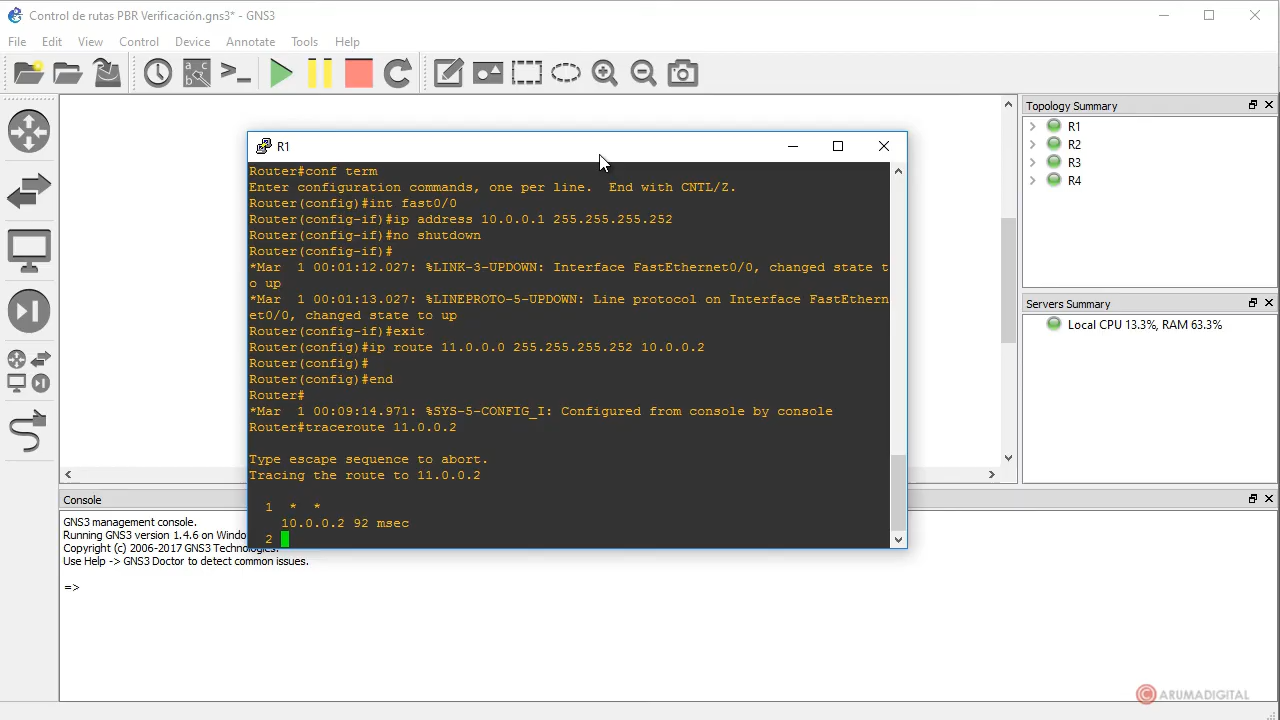 Control de rutas PBR Verificación.gns3* - GNS3
File Edit View Control Device Annotate Tools Help
Topology Summary
R1
R2
R3
R4
Servers Summary
Local CPU 13.3%, RAM 63.3%
R1
Router#conf term
Enter configuration commands, one per line.  End with CNTL/Z.
Router(config)#int fast0/0
Router(config-if)#ip address 10.0.0.1 255.255.255.252
Router(config-if)#no shutdown
Router(config-if)#
*Mar  1 00:01:12.027: %LINK-3-UPDOWN: Interface FastEthernet0/0, changed state t
o up
*Mar  1 00:01:13.027: %LINEPROTO-5-UPDOWN: Line protocol on Interface FastEthern
et0/0, changed state to up
Router(config-if)#exit
Router(config)#ip route 11.0.0.0 255.255.255.252 10.0.0.2
Router(config)#
Router(config)#end
Router#
*Mar  1 00:09:14.971: %SYS-5-CONFIG_I: Configured from console by console
Router#traceroute 11.0.0.2
Type escape sequence to abort.
Tracing the route to 11.0.0.2
1  *  *
10.0.0.2 92 msec
2
Console
GNS3 management console.
Running GNS3 version 1.4.6 on Windo
Copyright (c) 2006-2017 GNS3 Technologies.
Use Help -> GNS3 Doctor to detect common issues.
=>
© ARUMADIGITAL